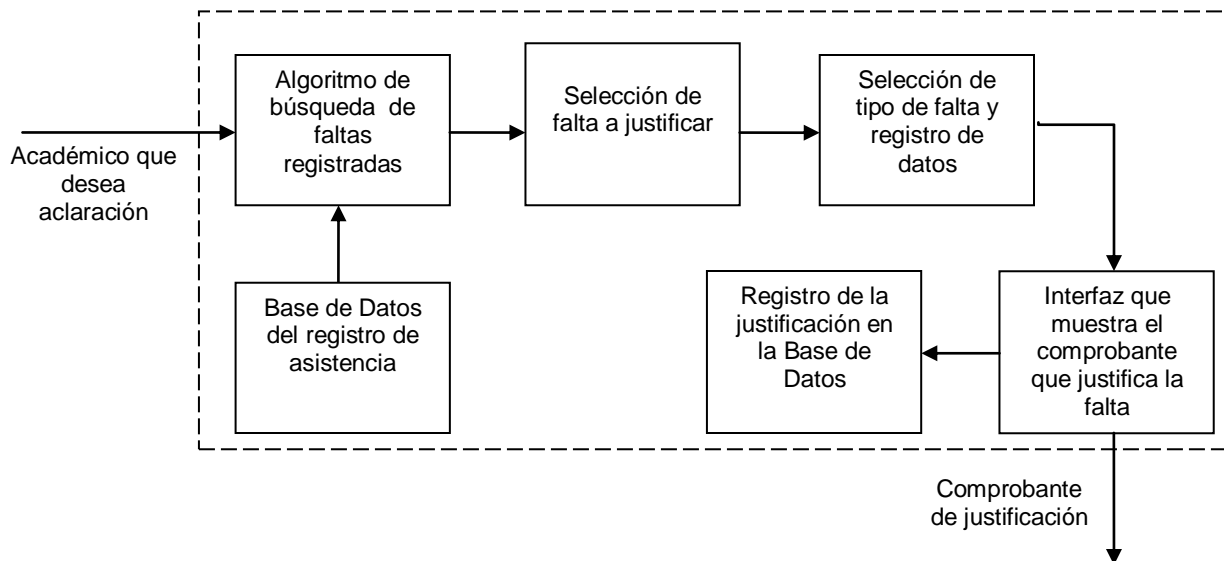 Algoritmo de
búsqueda de
faltas
registradas
Selección de
falta a justificar
Selección de
tipo de falta y
registro de
datos
Académico que
desea
aclaración
Base de Datos
del registro de
asistencia
Registro de la
justificación en
la Base de
Datos
Interfaz que
muestra el
comprobante
que justifica la
falta
Comprobante
de justificación